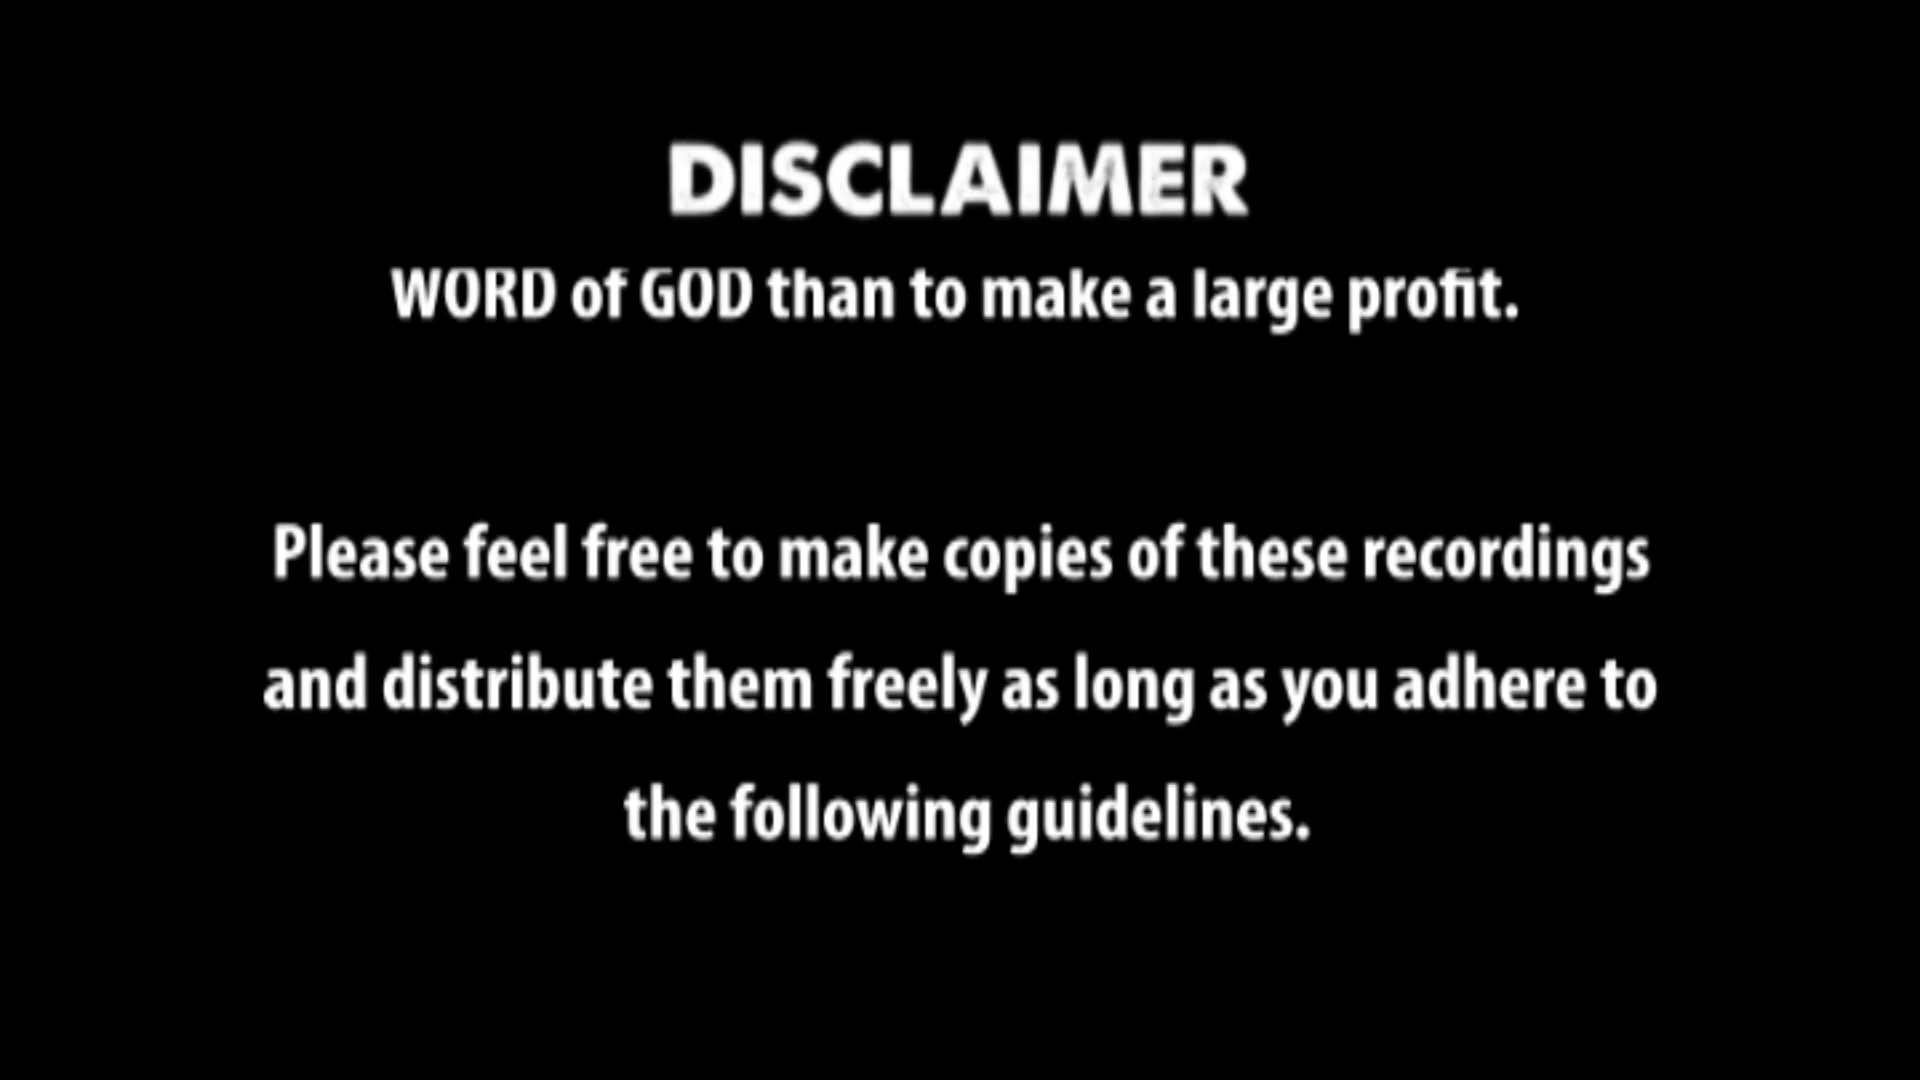 DISCLAIMER
WORD of GOD than to make a large profit.
Please feel free to make copies of these recordings
and distribute them freely as long as you adhere to
the following guidelines.